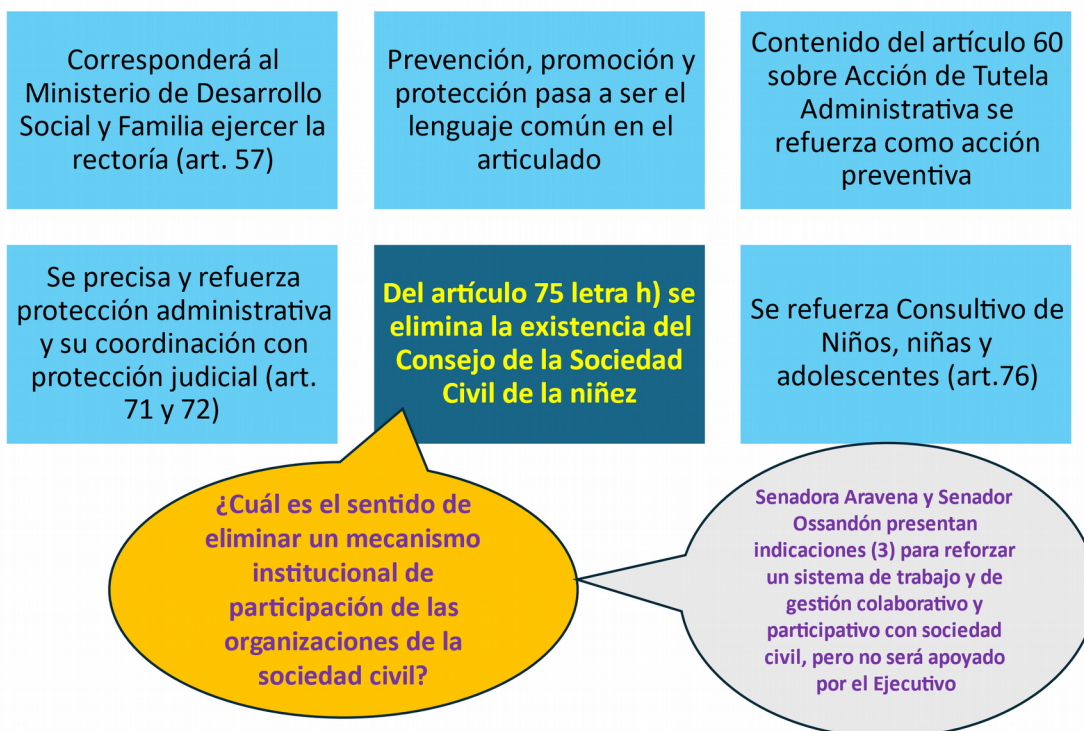 Corresponderá al
Ministerio de Desarrollo
Social y Familia ejercer la
rectoría (art. 57)
Prevención, promoción y
protección pasa a ser el
lenguaje común en el
articulado
Contenido del artículo 60
sobre Acción de Tutela
Administrativa se
refuerza como acción
preventiva
Se precisa y refuerza
protección administrativa
y su coordinación con
protección judicial (art.
71 y 72)
Del artículo 75 letra h) se
elimina la existencia del
Consejo de la Sociedad
Civil de la niñez
Se refuerza Consultivo de
Niños, niñas y
adolescentes (art.76)
¿Cuál es el sentido de
eliminar un mecanismo
institucional de
participación de las
organizaciones de la
sociedad civil?
Senadora Aravena y Senador
Ossandón presentan
indicaciones (3) para reforzar
un sistema de trabajo y de
gestión colaborativo y
participativo con sociedad
civil, pero no será apoyado
por el Ejecutivo